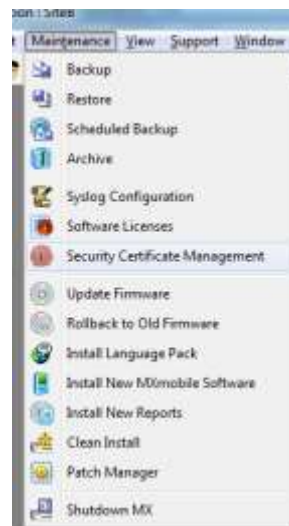 Maintenance View Support Window
Backup
Restore
Scheduled Backup
Archive
Syslog Configuration
Software Licenses
Security Certificate Management
Update Firmware
Rollback to Old Firmware
Install Language Pack
Install New MXmobile Software
Install New Reports
Clean Install
Patch Manager
Shutdown MX